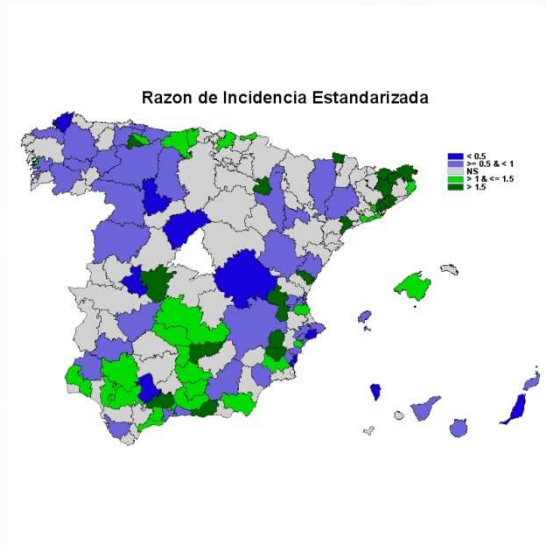 Razon de Incidencia Estandarizada
< 0.5
>= 0.5 & < 1
NS
> 1 & <= 1.5
> 1.5